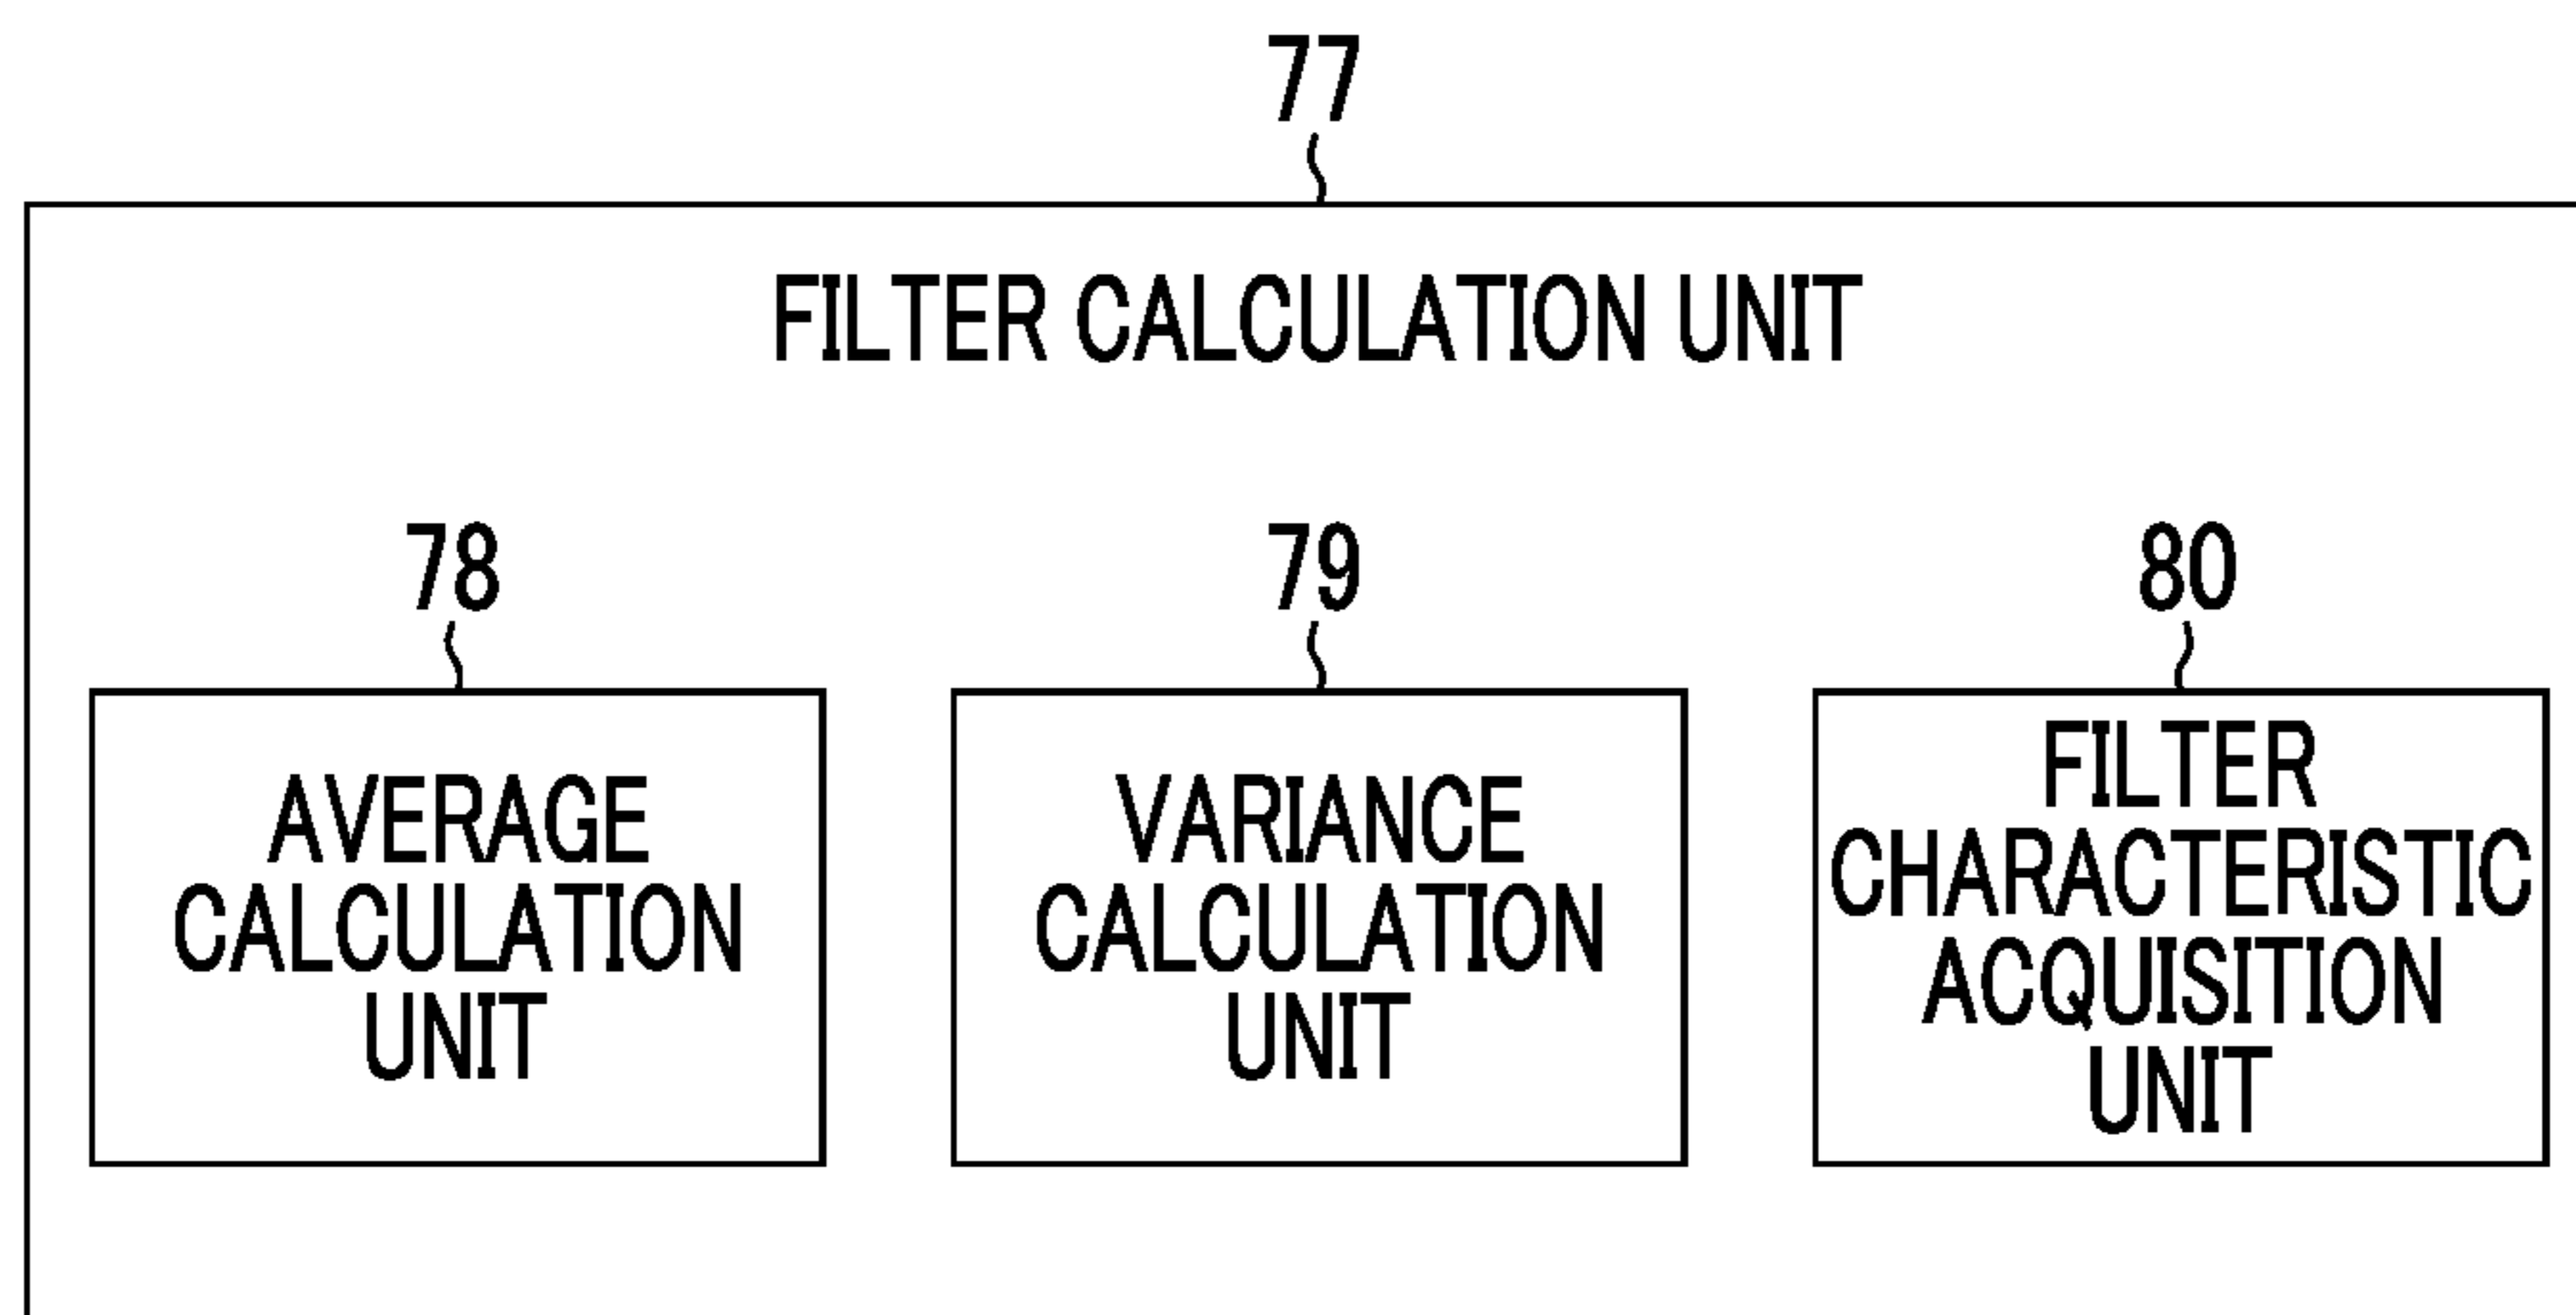 77
FILTER CALCULATION UNIT
78
79
80
AVERAGE
CALCULATION
UNIT
VARIANCE
CALCULATION
UNIT
FILTER
CHARACTERISTIC
ACQUISITION
UNIT